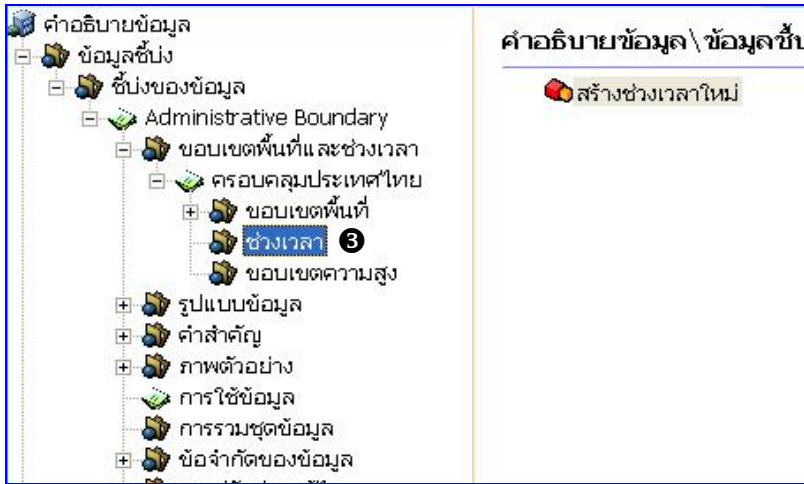 คำอธิบายข้อมูล
ข้อมูลชี้บ่ง
ชี้บ่งของข้อมูล
Administrative Boundary
ขอบเขตพื้นที่และช่วงเวลา
ครอบคลุมประเทศไทย
ขอบเขตพื้นที่
ช่วงเวลา ❸
ขอบเขตความสูง
รูปแบบข้อมูล
คำสำคัญ
ภาพตัวอย่าง
การใช้ข้อมูล
การรวมชุดข้อมูล
ข้อจำกัดของข้อมูล
คำอธิบายข้อมูล\ข้อมูลชี้บ
สร้างช่วงเวลาใหม่